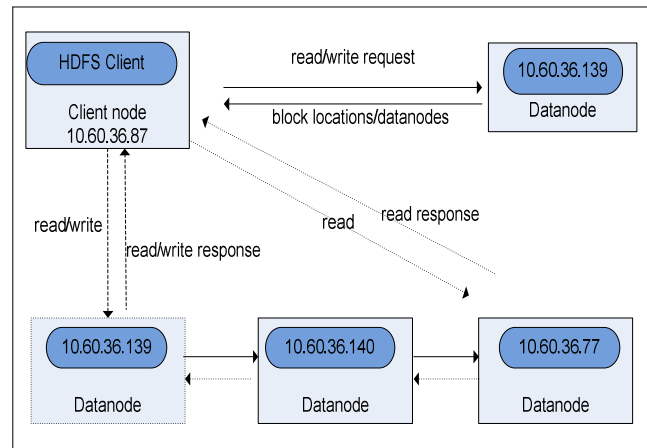 HDFS Client
Client node
10.60.36.87
read/write request
block locations/datanodes
10.60.36.139
Datanode
read/write
read/write response
read
read response
10.60.36.139
Datanode
10.60.36.140
Datanode
10.60.36.77
Datanode